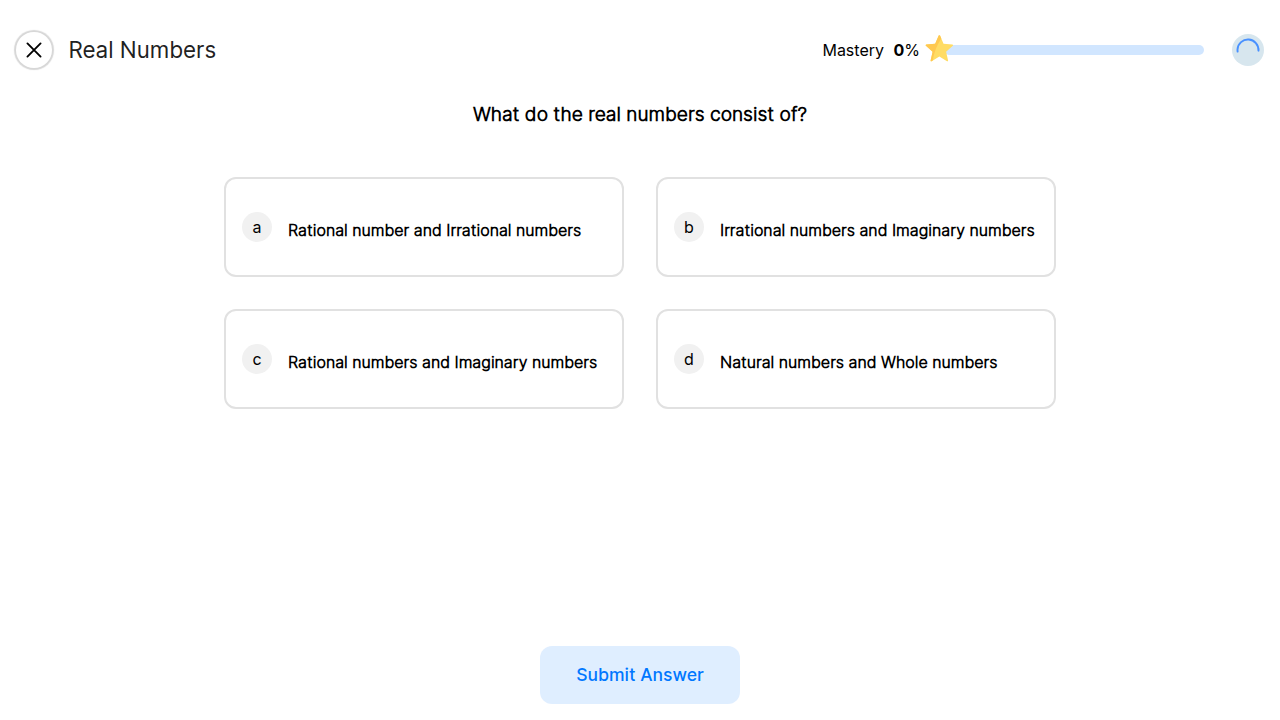 Real Numbers
Mastery 0%
What do the real numbers consist of?
a Rational number and Irrational numbers
b Irrational numbers and Imaginary numbers
c Rational numbers and Imaginary numbers
d Natural numbers and Whole numbers
Submit Answer